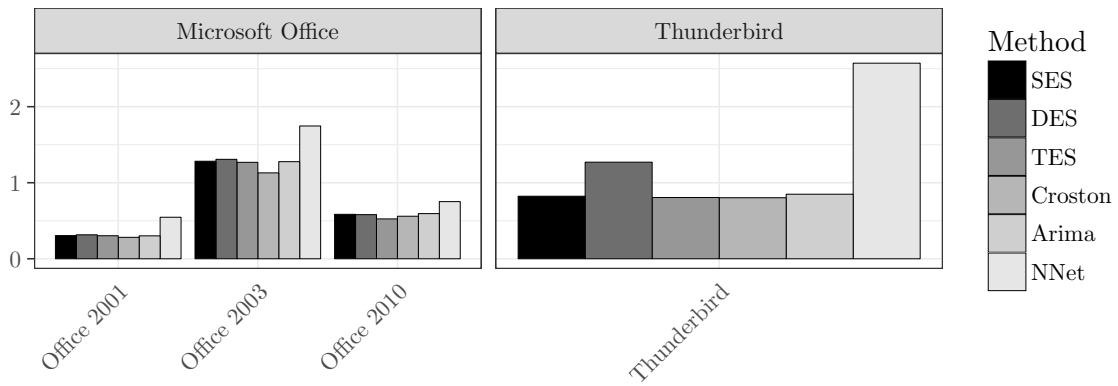 Microsoft Office
Thunderbird
2
1
0
Office 2001
Office 2003
Office 2010
Thunderbird
Method
SES
DES
TES
Croston
Arima
NNet